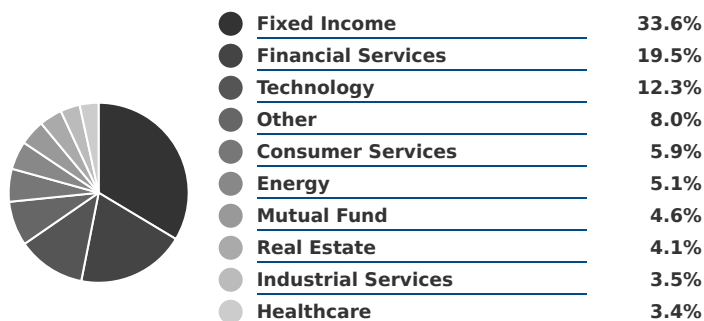 Fixed Income 33.6%
Financial Services 19.5%
Technology 12.3%
Other 8.0%
Consumer Services 5.9%
Energy 5.1%
Mutual Fund 4.6%
Real Estate 4.1%
Industrial Services 3.5%
Healthcare 3.4%